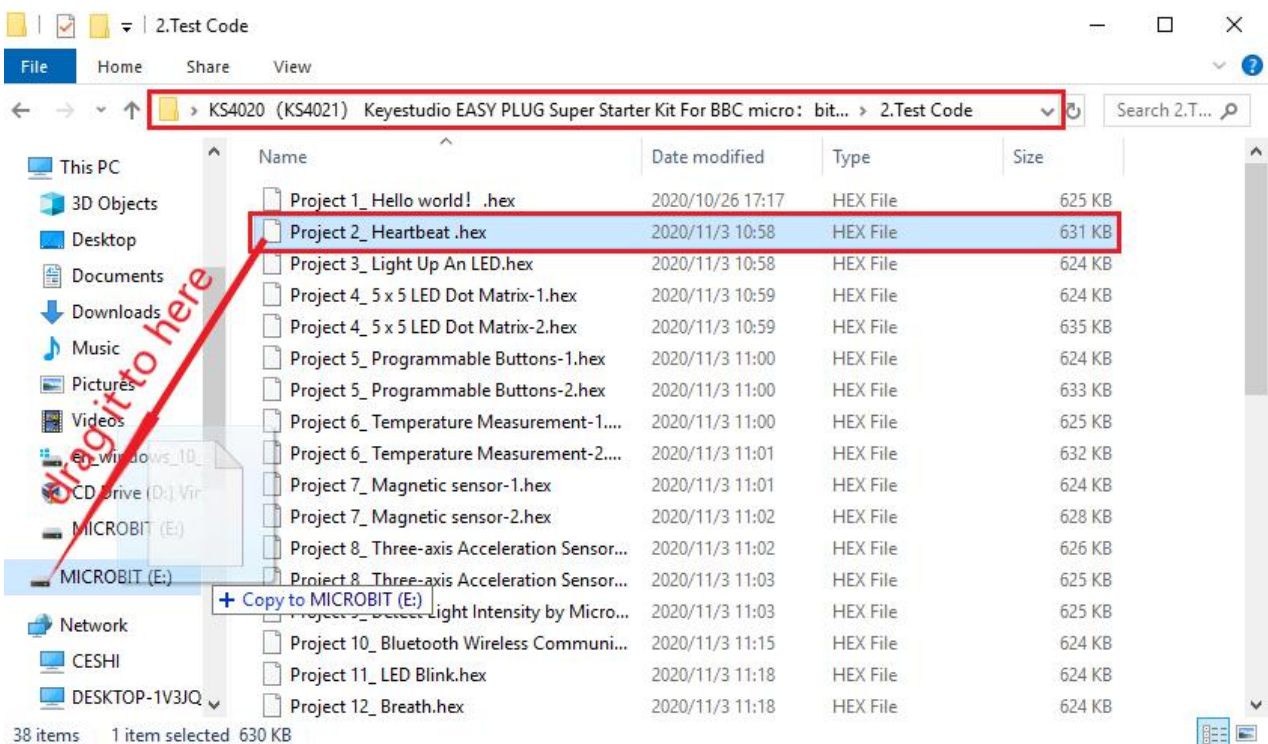 2.Test Code
File Home Share View
KS4020 (KS4021) Keyestudio EASY PLUG Super Starter Kit For BBC micro: bit... > 2.Test Code Search 2.T...
Name Date modified Type Size
This PC
3D Objects
Desktop
Documents
Downloads
Music
Pictures
Videos
en_windows_10_
CD Drive (D:) Vir
MICROBIT (E:)
MICROBIT (E:)
Network
CESHI
DESKTOP-1V3JQ
drag it to here
Project 1_ Hello world! .hex 2020/10/26 17:17 HEX File 625 KB
Project 2_ Heartbeat .hex 2020/11/3 10:58 HEX File 631 KB
Project 3_ Light Up An LED.hex 2020/11/3 10:58 HEX File 624 KB
Project 4_ 5 x 5 LED Dot Matrix-1.hex 2020/11/3 10:59 HEX File 624 KB
Project 4_ 5 x 5 LED Dot Matrix-2.hex 2020/11/3 10:59 HEX File 635 KB
Project 5_ Programmable Buttons-1.hex 2020/11/3 11:00 HEX File 624 KB
Project 5_ Programmable Buttons-2.hex 2020/11/3 11:00 HEX File 633 KB
Project 6_ Temperature Measurement-1.... 2020/11/3 11:00 HEX File 625 KB
Project 6_ Temperature Measurement-2.... 2020/11/3 11:01 HEX File 632 KB
Project 7_ Magnetic sensor-1.hex 2020/11/3 11:01 HEX File 624 KB
Project 7_ Magnetic sensor-2.hex 2020/11/3 11:02 HEX File 628 KB
Project 8_ Three-axis Acceleration Sensor... 2020/11/3 11:02 HEX File 626 KB
Project 8_ Three-axis Acceleration Sensor... 2020/11/3 11:03 HEX File 625 KB
+ Copy to MICROBIT (E:)
Light Intensity by Micro... 2020/11/3 11:03 HEX File 625 KB
Project 10_ Bluetooth Wireless Communi... 2020/11/3 11:15 HEX File 624 KB
Project 11_ LED Blink.hex 2020/11/3 11:18 HEX File 624 KB
Project 12_ Breath.hex 2020/11/3 11:18 HEX File 624 KB
38 items 1 item selected 630 KB